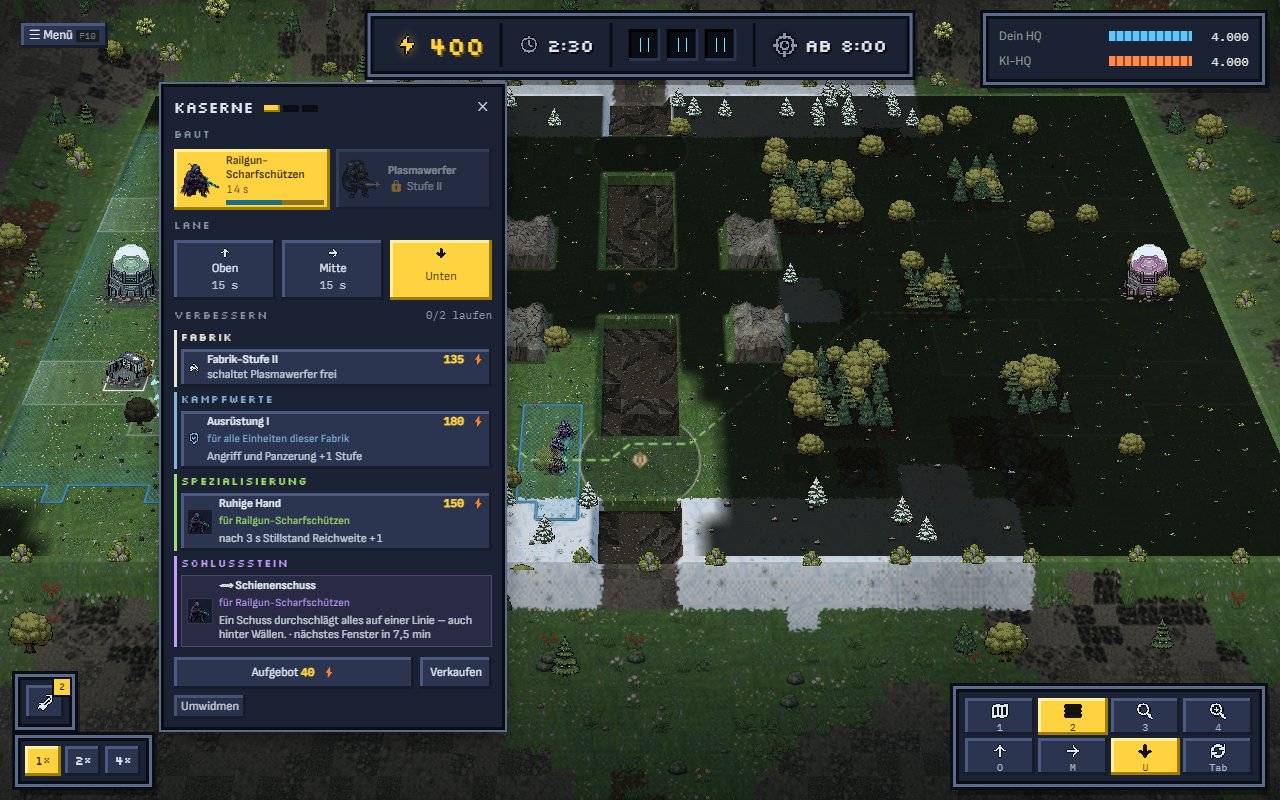 ☰ Menü F10
400
2:30
AB 8:00
Dein HQ 4.000
KI-HQ 4.000
KASERNE
BAUT
Railgun-
Scharfschützen
14 s
Plasmawerfer
Stufe II
LANE
Oben
15 s
Mitte
15 s
Unten
VERBESSERN 0/2 laufen
FABRIK
Fabrik-Stufe II 135
schaltet Plasmawerfer frei
KAMPFWERTE
Ausrüstung I 180
für alle Einheiten dieser Fabrik
Angriff und Panzerung +1 Stufe
SPEZIALISIERUNG
Ruhige Hand 150
für Railgun-Scharfschützen
nach 3 s Stillstand Reichweite +1
SCHLUSSSTEIN
Schienenschuss
für Railgun-Scharfschützen
Ein Schuss durchschlägt alles auf einer Linie – auch
hinter Wällen. · nächstes Fenster in 7,5 min
Aufgebot 40
Verkaufen
Umwidmen
2
1× 2× 4×
1 2 3 4
O M U Tab